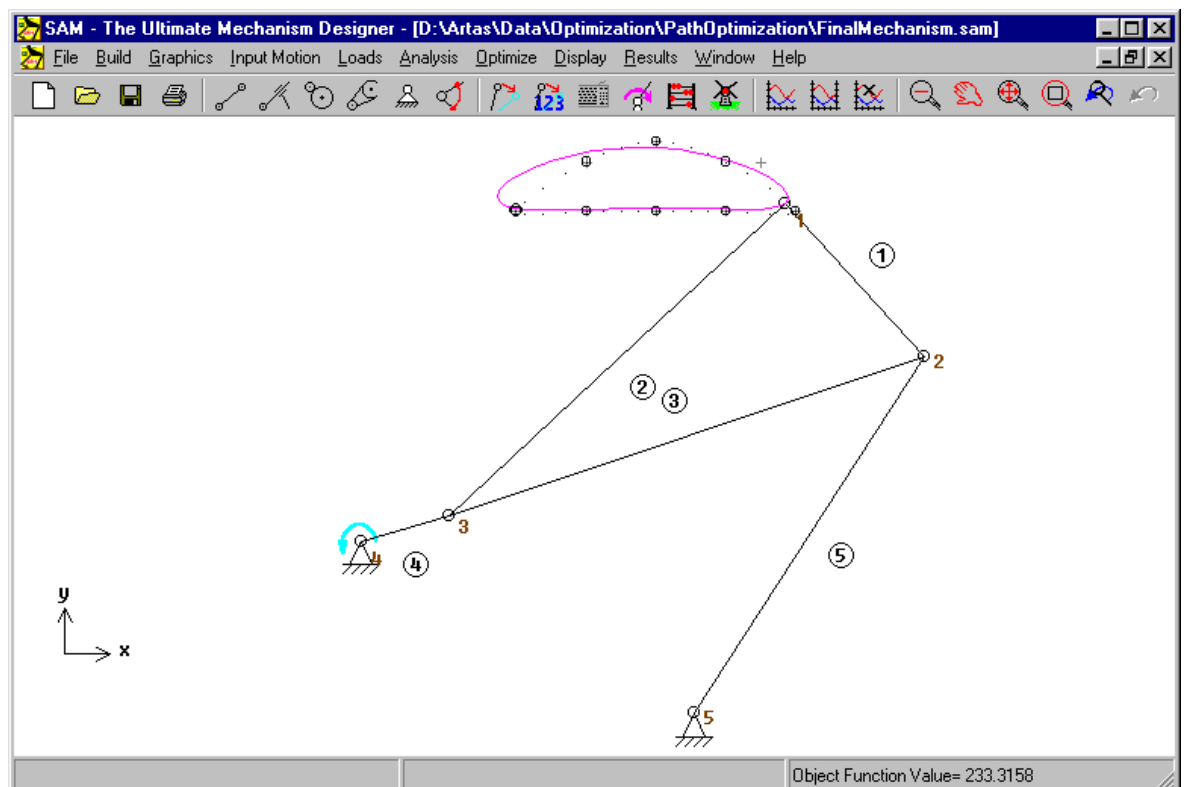 SAM - The Ultimate Mechanism Designer - [D:\Artas\Data\Optimization\PathOptimization\FinalMechanism.sam]
File Build Graphics Input Motion Loads Analysis Optimize Display Results Window Help
123
1
1
2
2
3
3
4
4
5
5
y
x
Object Function Value= 233.3158